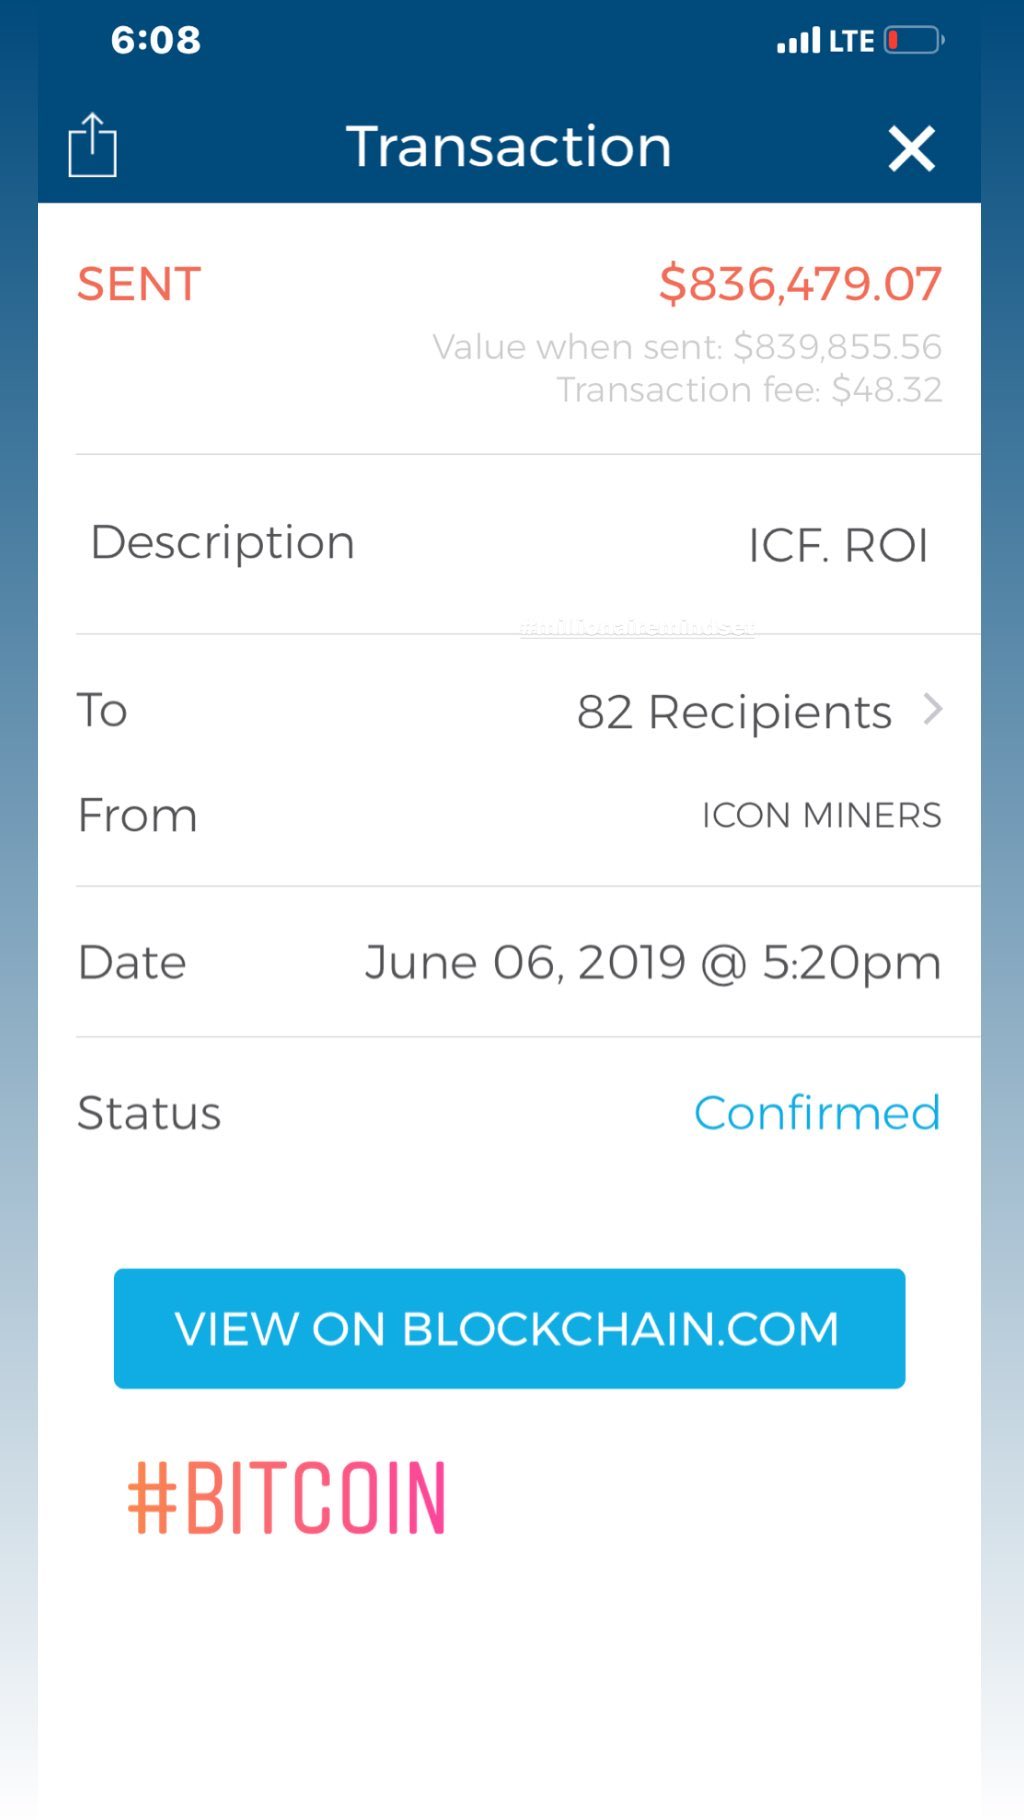 6:08 LTE
Transaction
SENT $836,479.07
Value when sent: $839,855.56
Transaction fee: $48.32
Description ICF. ROI
#millionairemindset
To 82 Recipients
From ICON MINERS
Date June 06, 2019 @ 5:20pm
Status Confirmed
VIEW ON BLOCKCHAIN.COM
#BITCOIN